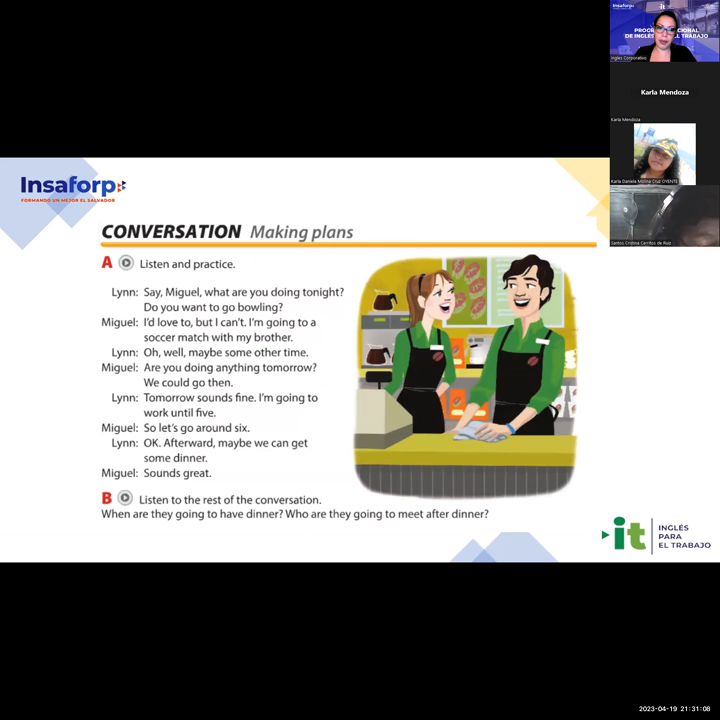 Insaforp
FORMANDO UN MEJOR EL SALVADOR
CONVERSATION Making plans
A Listen and practice.
Lynn: Say, Miguel, what are you doing tonight?
Do you want to go bowling?
Miguel: I'd love to, but I can't. I'm going to a
soccer match with my brother.
Lynn: Oh, well, maybe some other time.
Miguel: Are you doing anything tomorrow?
We could go then.
Lynn: Tomorrow sounds fine. I'm going to
work until five.
Miguel: So let's go around six.
Lynn: OK. Afterward, maybe we can get
some dinner.
Miguel: Sounds great.
B Listen to the rest of the conversation.
When are they going to have dinner? Who are they going to meet after dinner?
it
INGLÉS
PARA
EL TRABAJO
Insaforp
it
DE INGLÉS
EL TRABAJO
Inglés Corporativo
Karla Mendoza
Karla Mendoza
Karla Daniela Molina Cruz OYENTE
Santos Cristina Cerritos de Ruiz
2023-04-19 21:31:08